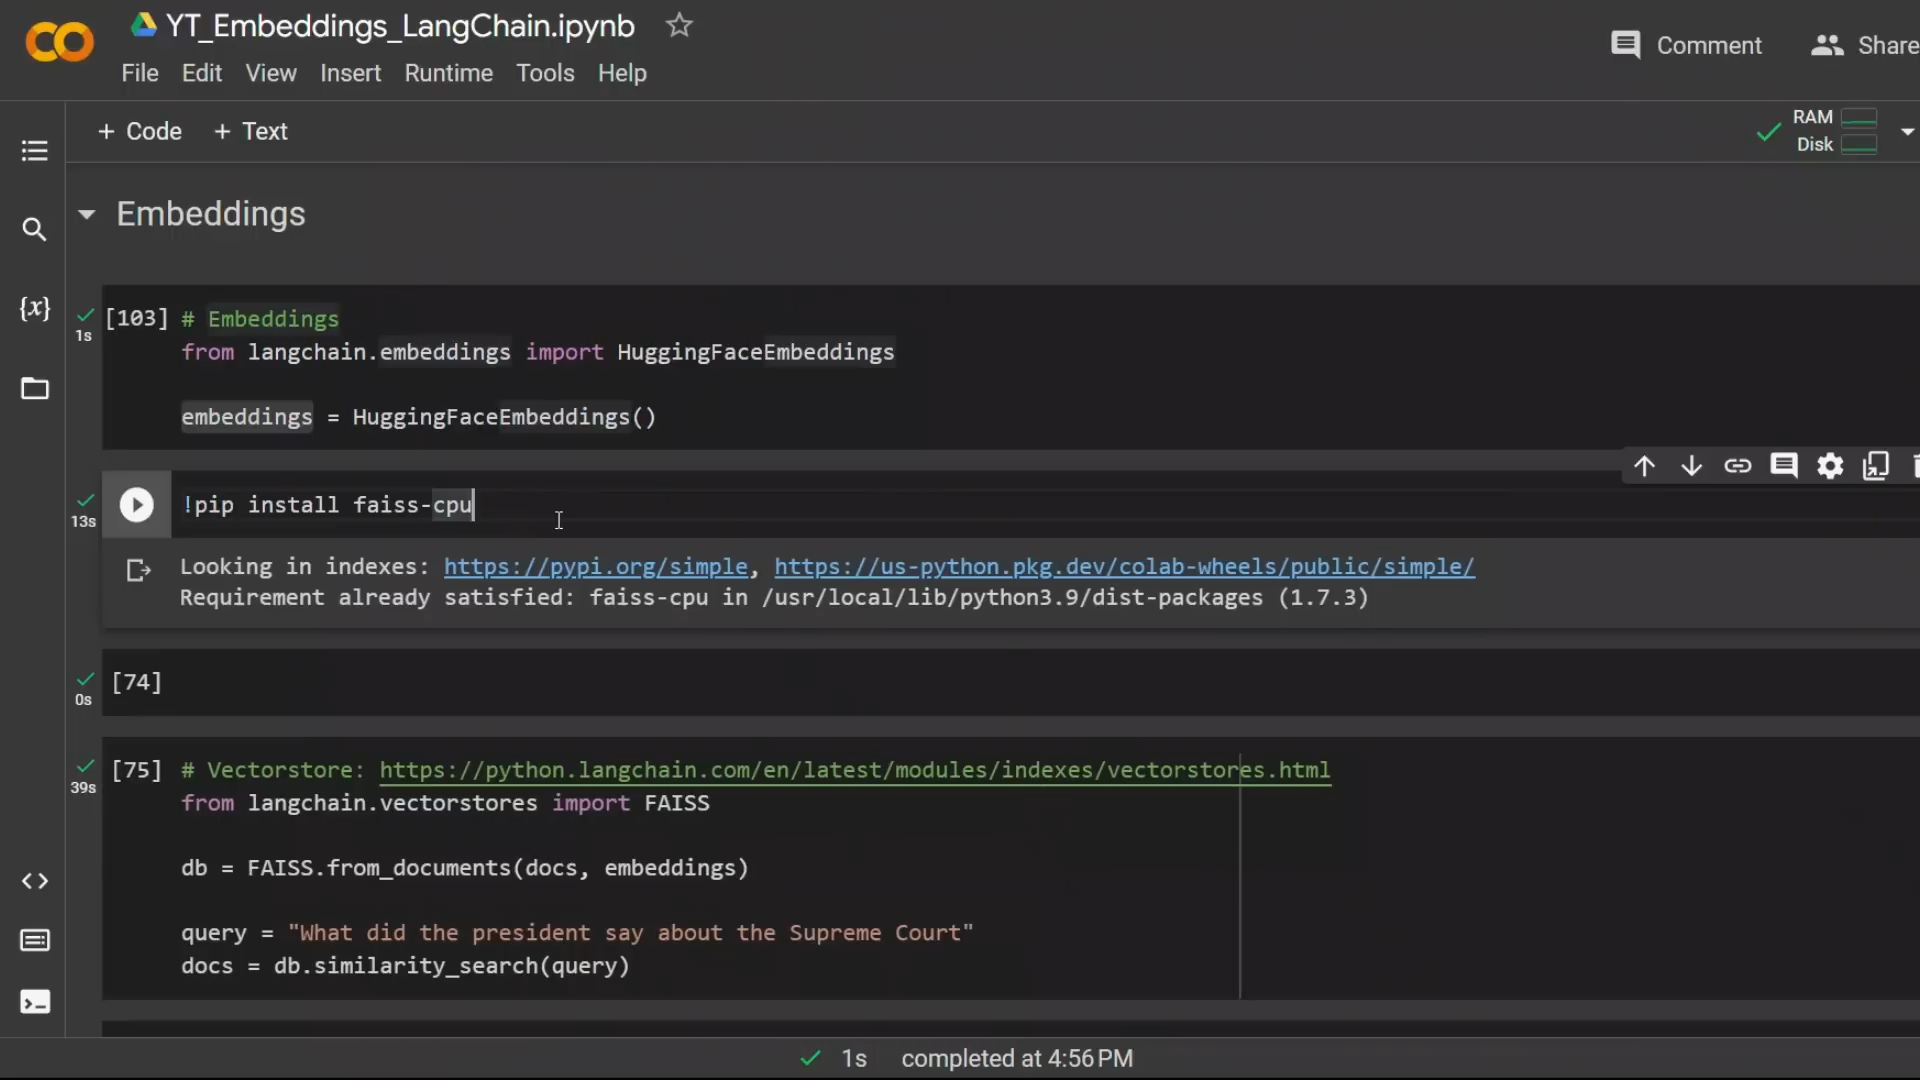 YT_Embeddings_LangChain.ipynb
File Edit View Insert Runtime Tools Help
Comment Share
+ Code + Text
RAM
Disk
Embeddings
1s
[103] # Embeddings
from langchain.embeddings import HuggingFaceEmbeddings
embeddings = HuggingFaceEmbeddings()
13s
!pip install faiss-cpu
Looking in indexes: https://pypi.org/simple, https://us-python.pkg.dev/colab-wheels/public/simple/
Requirement already satisfied: faiss-cpu in /usr/local/lib/python3.9/dist-packages (1.7.3)
0s
[74]
39s
[75] # Vectorstore: https://python.langchain.com/en/latest/modules/indexes/vectorstores.html
from langchain.vectorstores import FAISS
db = FAISS.from_documents(docs, embeddings)
query = "What did the president say about the Supreme Court"
docs = db.similarity_search(query)
1s completed at 4:56 PM